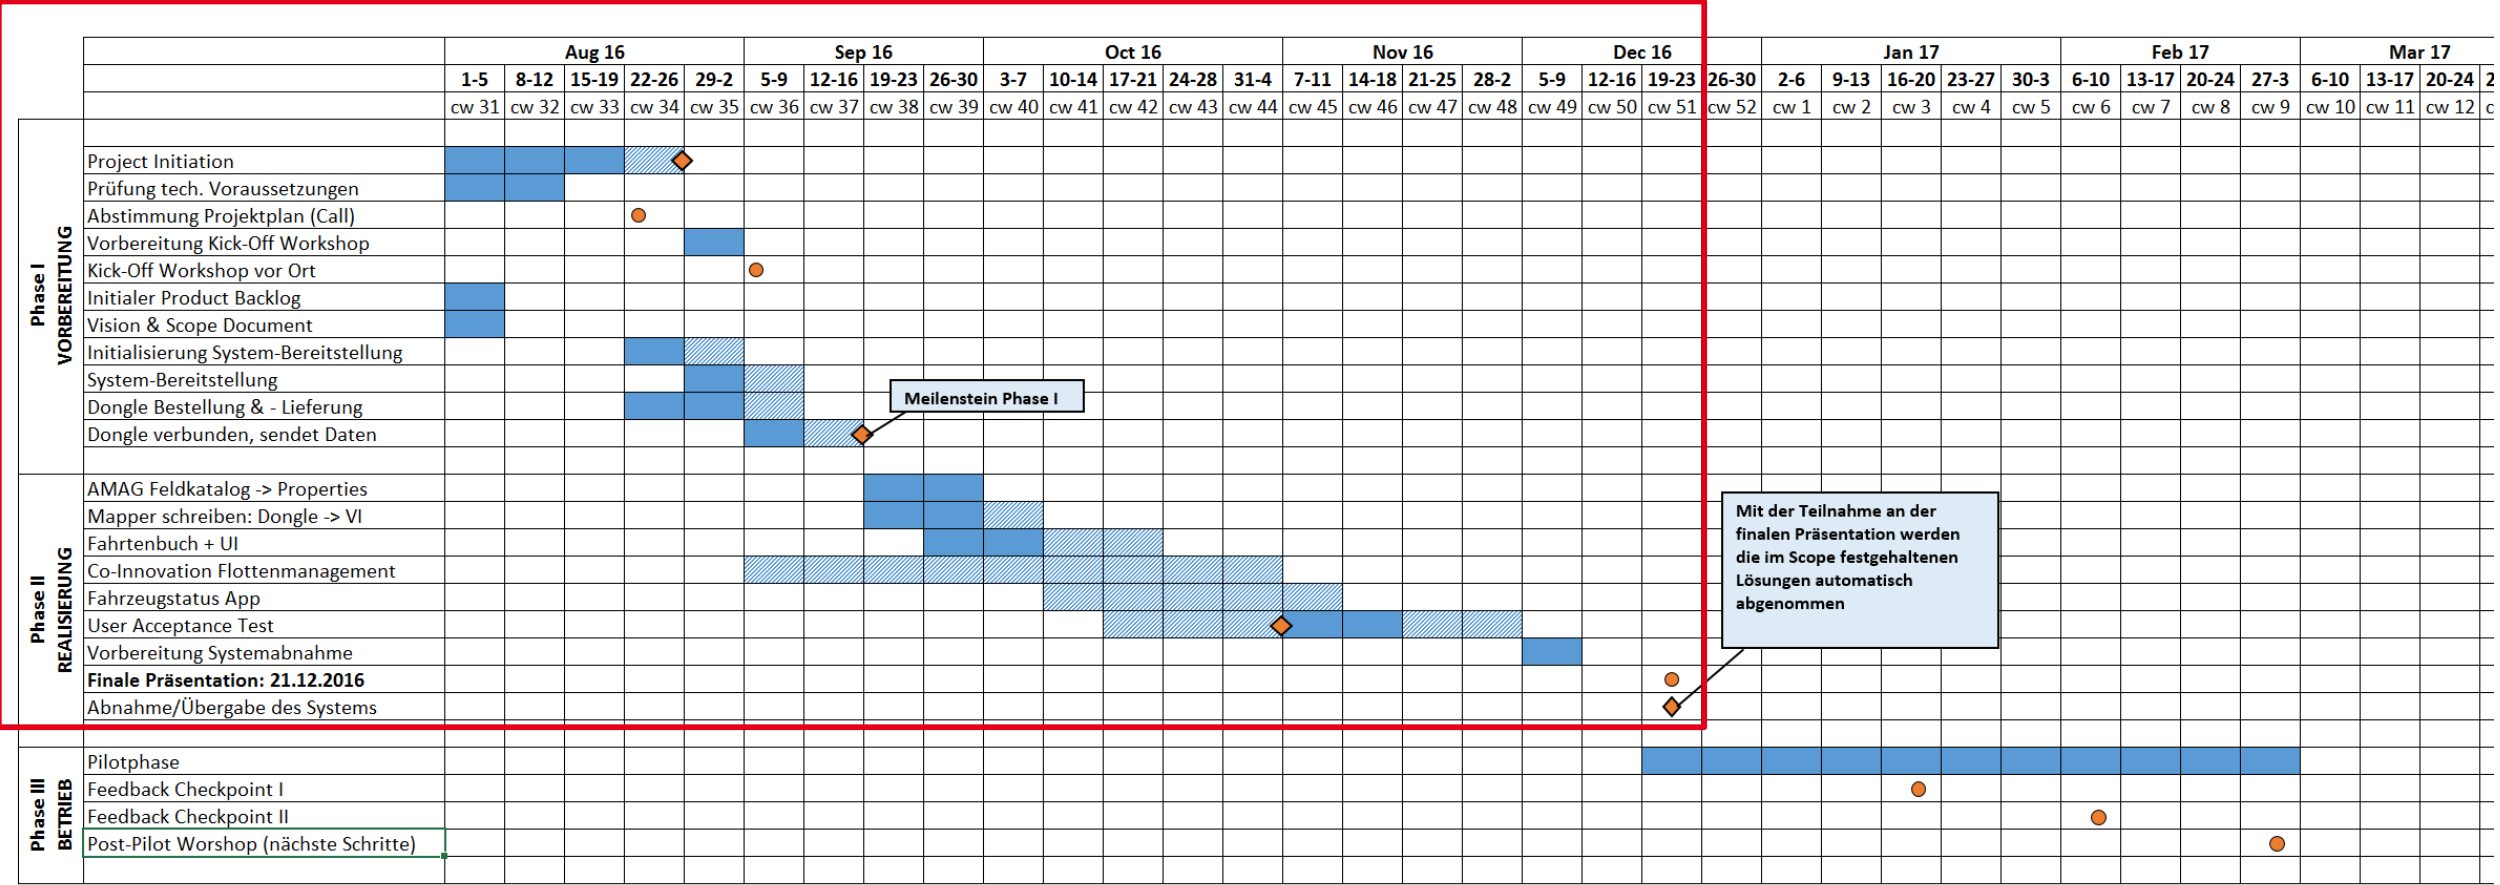 Aug 16 Sep 16 Oct 16 Nov 16 Dec 16 Jan 17 Feb 17 Mar 17
1-5 8-12 15-19 22-26 29-2 5-9 12-16 19-23 26-30 3-7 10-14 17-21 24-28 31-4 7-11 14-18 21-25 28-2 5-9 12-16 19-23 26-30 2-6 9-13 16-20 23-27 30-3 6-10 13-17 20-24 27-3 6-10 13-17 20-24
cw 31 cw 32 cw 33 cw 34 cw 35 cw 36 cw 37 cw 38 cw 39 cw 40 cw 41 cw 42 cw 43 cw 44 cw 45 cw 46 cw 47 cw 48 cw 49 cw 50 cw 51 cw 52 cw 1 cw 2 cw 3 cw 4 cw 5 cw 6 cw 7 cw 8 cw 9 cw 10 cw 11 cw 12
Phase I
VORBEREITUNG
Project Initiation
Prüfung tech. Voraussetzungen
Abstimmung Projektplan (Call)
Vorbereitung Kick-Off Workshop
Kick-Off Workshop vor Ort
Initialer Product Backlog
Vision & Scope Document
Initialisierung System-Bereitstellung
System-Bereitstellung
Dongle Bestellung & - Lieferung
Dongle verbunden, sendet Daten
Meilenstein Phase I
Phase II
REALISIERUNG
AMAG Feldkatalog -> Properties
Mapper schreiben: Dongle -> VI
Fahrtenbuch + UI
Co-Innovation Flottenmanagement
Fahrzeugstatus App
User Acceptance Test
Vorbereitung Systemabnahme
Finale Präsentation: 21.12.2016
Abnahme/Übergabe des Systems
Mit der Teilnahme an der
finalen Präsentation werden
die im Scope festgehaltenen
Lösungen automatisch
abgenommen
Phase III
BETRIEB
Pilotphase
Feedback Checkpoint I
Feedback Checkpoint II
Post-Pilot Worshop (nächste Schritte)